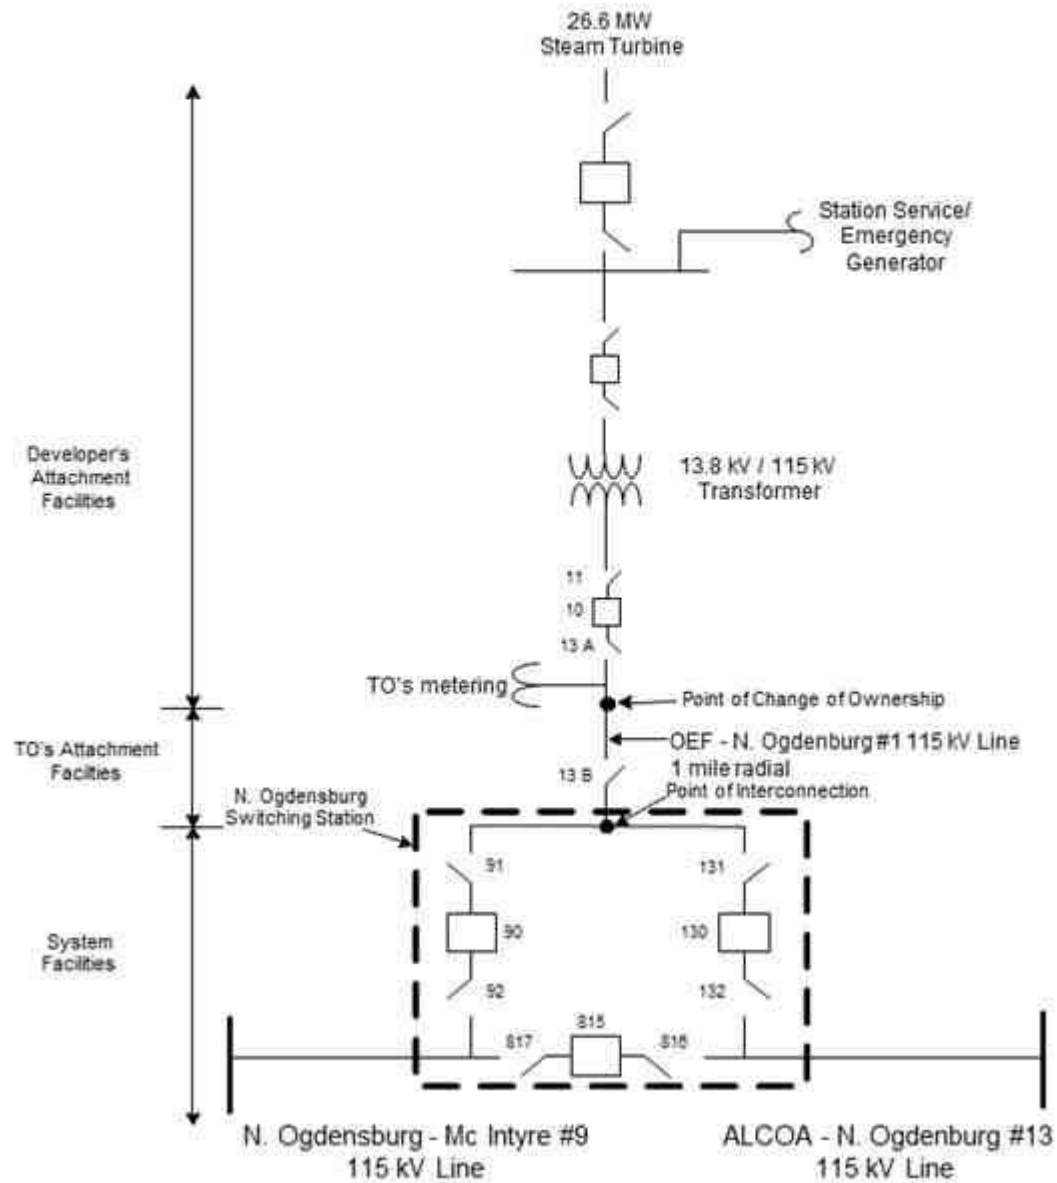 26.6 MW
Steam Turbine
Station Service/
Emergency
Generator
Developer's
Attachment
Facilities
13.8 kV / 115 kV
Transformer
11
10
13 A
TO's metering
Point of Change of Ownership
TO's Attachment
Facilties
OEF - N. Ogdenburg #1 115 kV Line
1 mile radial
13 B
Point of Interconnection
N. Ogdensburg
Switching Station
91
131
90
130
System
Facilities
92
132
815
817
816
N. Ogdensburg - Mc Intyre #9
115 kV Line
ALCOA - N. Ogdenburg #13
115 kV Line